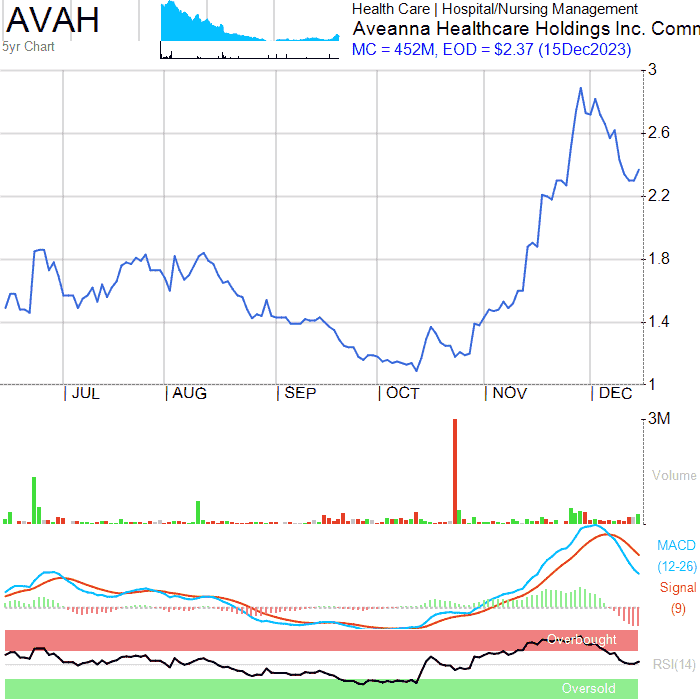 AVAH
5yr Chart
Health Care | Hospital/Nursing Management
Aveanna Healthcare Holdings Inc. Comn
MC = 452M, EOD = $2.37 (15Dec2023)
3
2.6
2.2
1.8
1.4
1
JUL
AUG
SEP
OCT
NOV
DEC
3M
Volume
MACD
(12-26)
Signal
(9)
Overbought
RSI(14)
Oversold